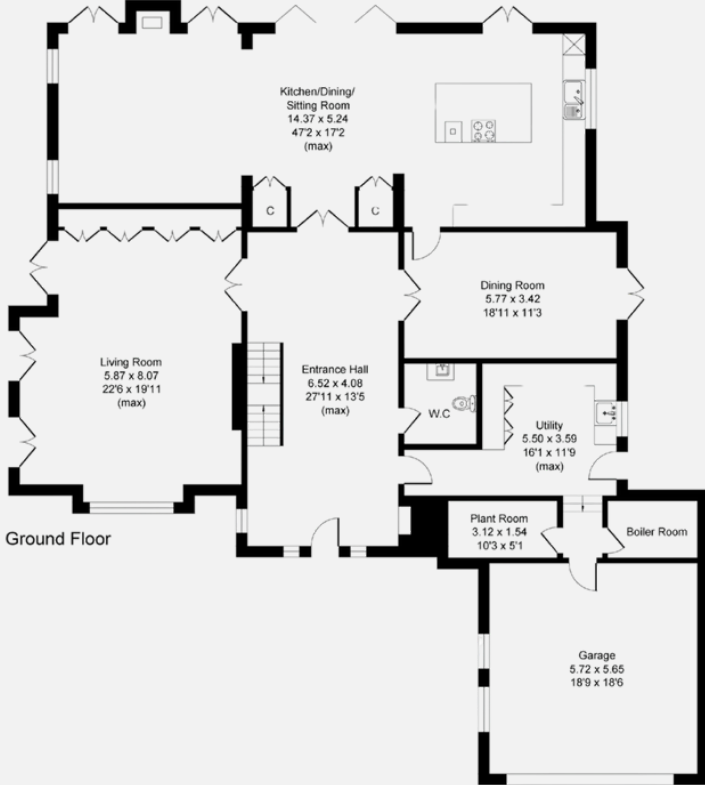 Kitchen/Dining/
Sitting Room
14.37 x 5.24
47'2 x 17'2
(max)
C
C
Dining Room
5.77 x 3.42
18'11 x 11'3
Living Room
5.87 x 8.07
22'6 x 19'11
(max)
Entrance Hall
6.52 x 4.08
27'11 x 13'5
(max)
W.C
Utility
5.50 x 3.59
16'1 x 11'9
(max)
Plant Room
3.12 x 1.54
10'3 x 5'1
Boiler Room
Ground Floor
Garage
5.72 x 5.65
18'9 x 18'6